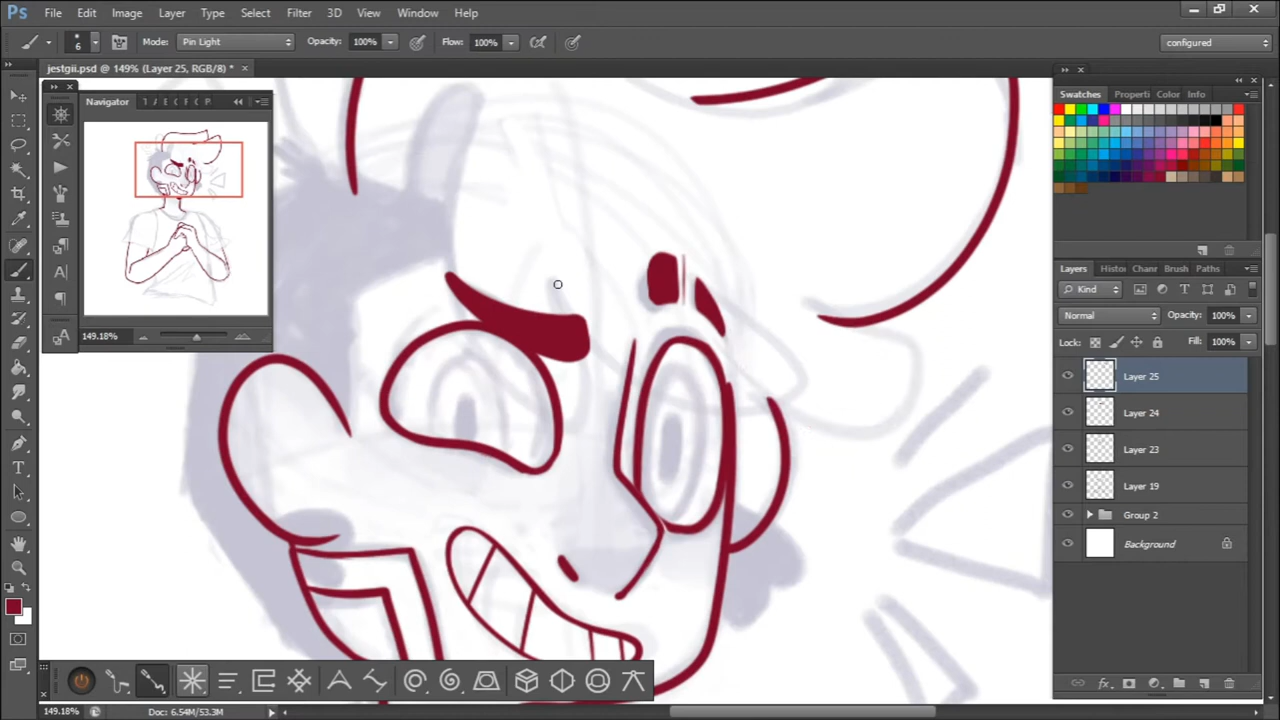 Ps File Edit Image Layer Type Select Filter 3D View Window Help
6 Mode: Pin Light Opacity: 100% Flow: 100% configured
jestgii.psd @ 149% (Layer 25, RGB/8) * ×
Navigator
149.18%
Swatches Properti Color Info
Layers Histo Chanr Brush Paths
Kind
Normal Opacity: 100%
Lock: Fill: 100%
Layer 25
Layer 24
Layer 23
Layer 19
Group 2
Background
149.18% Doc: 6.54M/53.3M